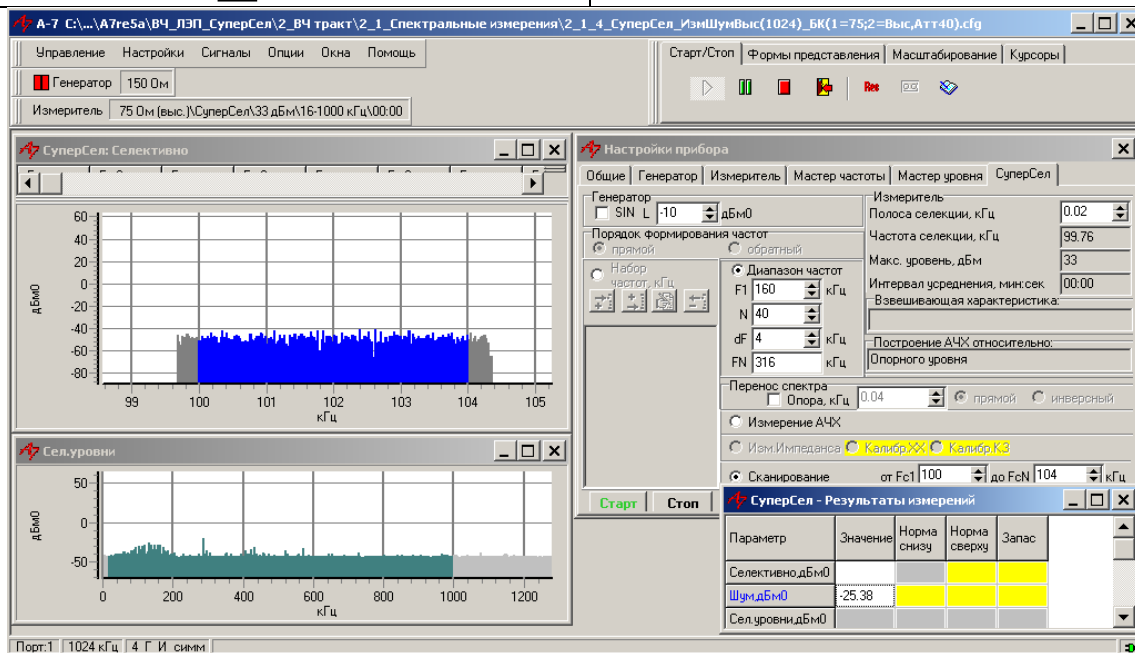 A-7 C:\...\A7re5a\ВЧ_ЛЭП_СуперСел\2_ВЧ тракт\2_1_Спектральные измерения\2_1_4_СуперСел_ИзмШумВыс(1024)_БК(1=75;2=Выс,Атт40).cfg
Управление Настройки Сигналы Опции Окна Помощь
Старт/Стоп Формы представления Масштабирование Курсоры
Генератор 150 Ом
Res
Измеритель 75 Ом (выс.)\СуперСел\33 дБм\16-1000 кГц\00:00
СуперСел: Селективно
60
40
20
0
-20
-40
-60
-80
дБм0
99 100 101 102 103 104 105
кГц
Сел.уровни
50
0
-50
дБм0
0 200 400 600 800 1000 1200
кГц
Настройки прибора
Общие Генератор Измеритель Мастер частоты Мастер уровня СуперСел
Генератор
SIN L -10 дБм0
Порядок формирования частот
прямой обратный
Набор частот, кГц
Диапазон частот
F1 160 кГц
N 40
dF 4 кГц
FN 316 кГц
Измеритель
Полоса селекции, кГц 0.02
Частота селекции, кГц 99.76
Макс. уровень, дБм 33
Интервал усреднения, мин:сек 00:00
Взвешивающая характеристика:
Построение АЧХ относительно:
Опорного уровня
Перенос спектра
Опора, кГц 0.04 прямой инверсный
Измерение АЧХ
Изм.Импеданса Калибр.ХХ Калибр.КЗ
Сканирование от Fc1 100 до FcN 104 кГц
Старт Стоп
СуперСел - Результаты измерений
Параметр Значение Норма снизу Норма сверху Запас
Селективно,дБм0
Шум,дБм0 -25.38
Сел.уровни,дБм0
Порт:1 1024 кГц 4 Г И симм